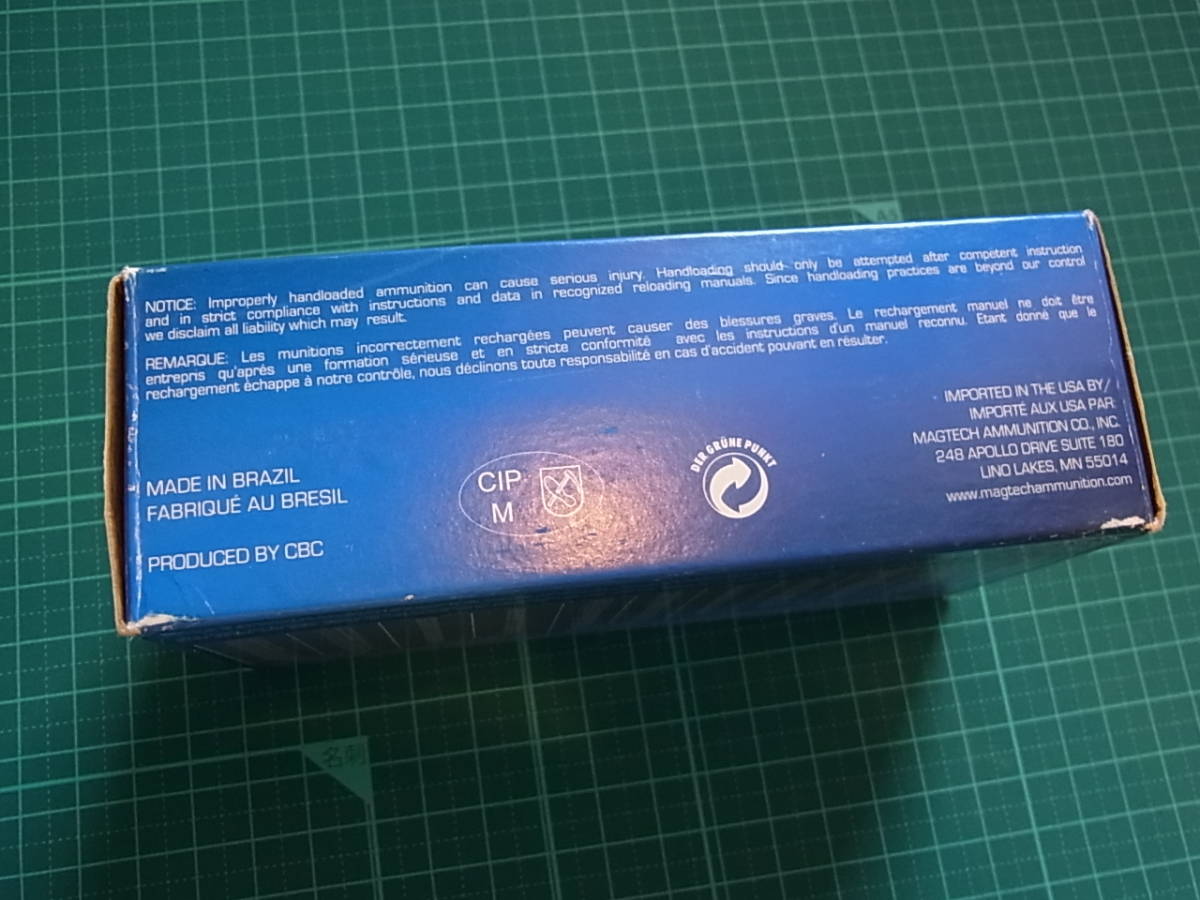 NOTICE: Improperly handloaded ammunition can cause serious injury. Handloading should only be attempted after competent instruction
and in strict compliance with instructions and data in recognized reloading manuals. Since handloading practices are beyond our control
we disclaim all liability which may result.
REMARQUE: Les munitions incorrectement rechargées peuvent causer des blessures graves. Le rechargement manuel ne doit être
entrepris qu'aprés une formation sérieuse et en stricte conformité avec les instructions d'un manuel reconnu. Etant donné que le
rechargement échappe à notre contrôle, nous déclinons toute responsabilité en cas d'accident pouvant en résulter.
MADE IN BRAZIL
FABRIQUÉ AU BRESIL
PRODUCED BY CBC
CIP
M
DER GRÜNE PUNKT
IMPORTED IN THE USA BY/
IMPORTÉ AUX USA PAR:
MAGTECH AMMUNITION CO., INC.
248 APOLLO DRIVE SUITE 180
LINO LAKES, MN 55014
www.magtechammunition.com
A4
名刺